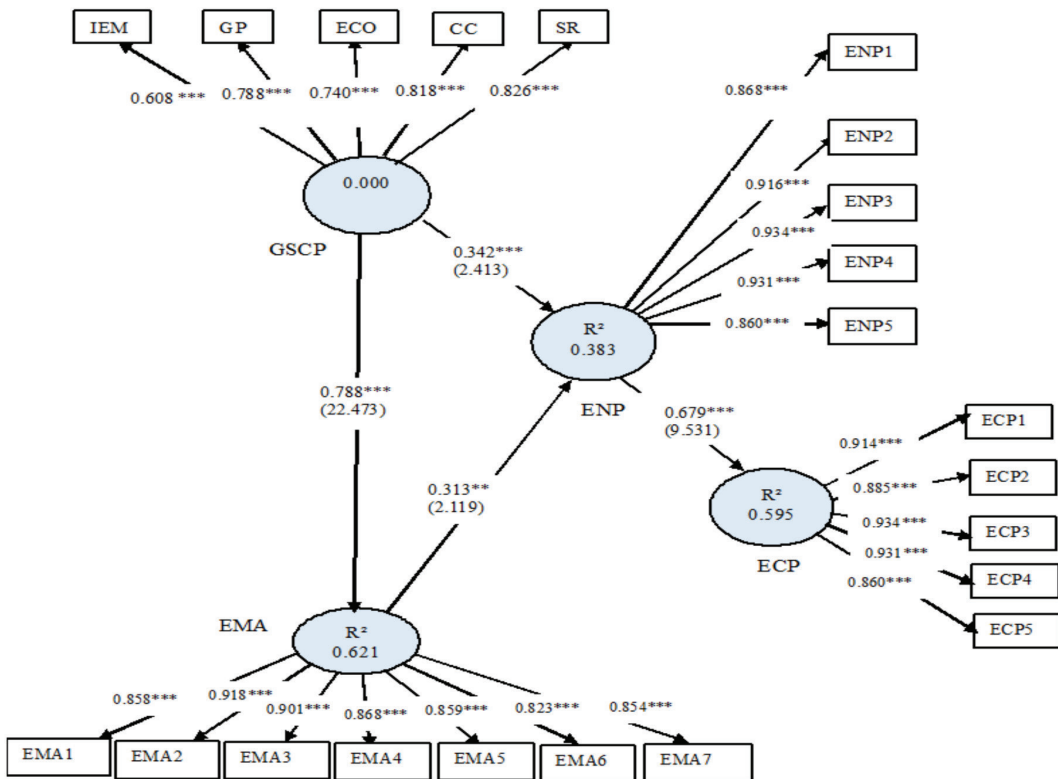 IEM
GP
ECO
CC
SR
0.608 ***
0.788***
0.740***
0.818***
0.826***
0.000
GSCP
ENP1
ENP2
ENP3
ENP4
ENP5
0.868***
0.916***
0.934***
0.931***
0.860***
0.342***
(2.413)
R²
0.383
ENP
0.788***
(22.473)
0.313**
(2.119)
0.679***
(9.531)
R²
0.595
ECP
ECP1
ECP2
ECP3
ECP4
ECP5
0.914***
0.885***
0.934***
0.931***
0.860***
EMA
R²
0.621
0.858***
0.918***
0.901***
0.868***
0.859***
0.823***
0.854***
EMA1
EMA2
EMA3
EMA4
EMA5
EMA6
EMA7